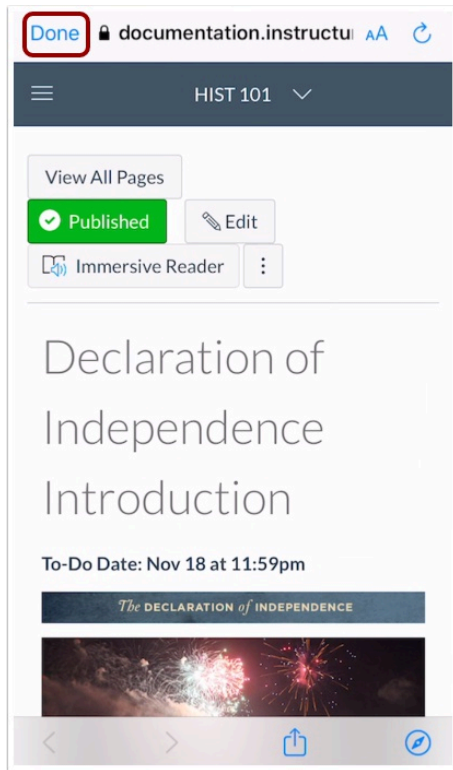 Done documentation.instructu AA
HIST 101
View All Pages
Published Edit
Immersive Reader
Declaration of
Independence
Introduction
To-Do Date: Nov 18 at 11:59pm
The DECLARATION of INDEPENDENCE